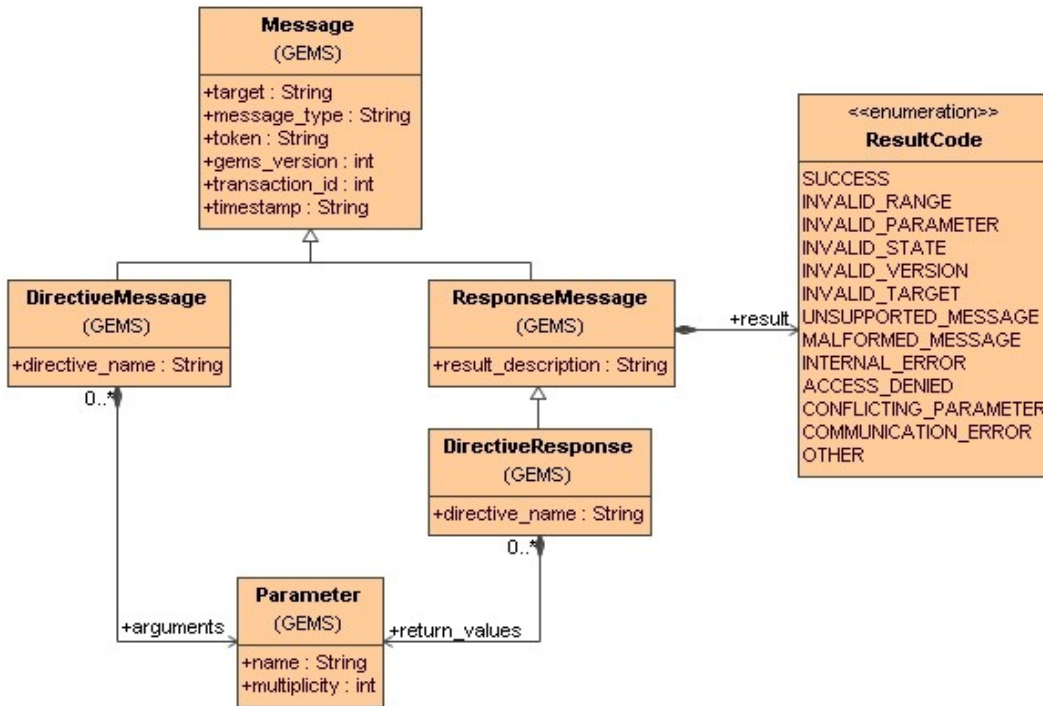 Message
(GEMS)
+target : String
+message_type : String
+token : String
+gems_version : int
+transaction_id : int
+timestamp : String
<<enumeration>>
ResultCode
SUCCESS
INVALID_RANGE
INVALID_PARAMETER
INVALID_STATE
INVALID_VERSION
INVALID_TARGET
UNSUPPORTED_MESSAGE
MALFORMED_MESSAGE
INTERNAL_ERROR
ACCESS_DENIED
CONFLICTING_PARAMETER
COMMUNICATION_ERROR
OTHER
DirectiveMessage
(GEMS)
+directive_name : String
0..*
ResponseMessage
(GEMS)
+result_description : String
+result
DirectiveResponse
(GEMS)
+directive_name : String
0..*
+arguments
Parameter
(GEMS)
+name : String
+multiplicity : int
+return_values